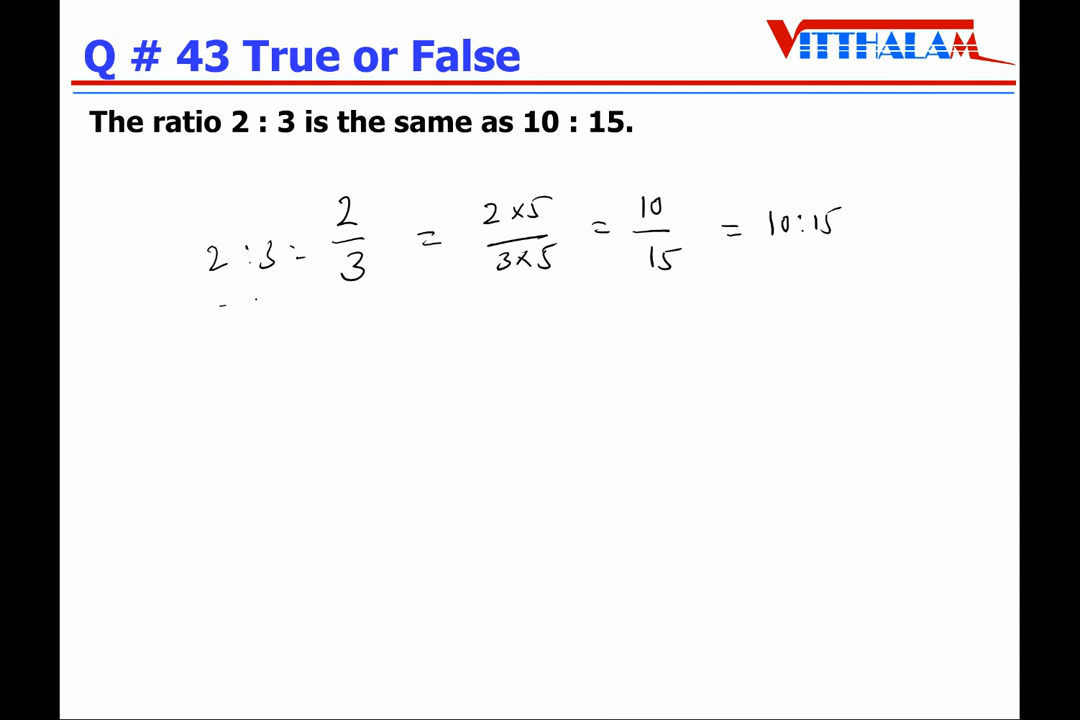 Q # 43 True or False
VITTHALAM
The ratio 2 : 3 is the same as 10 : 15.
2 : 3 = 2/3 = 2×5/3×5 = 10/15 = 10:15